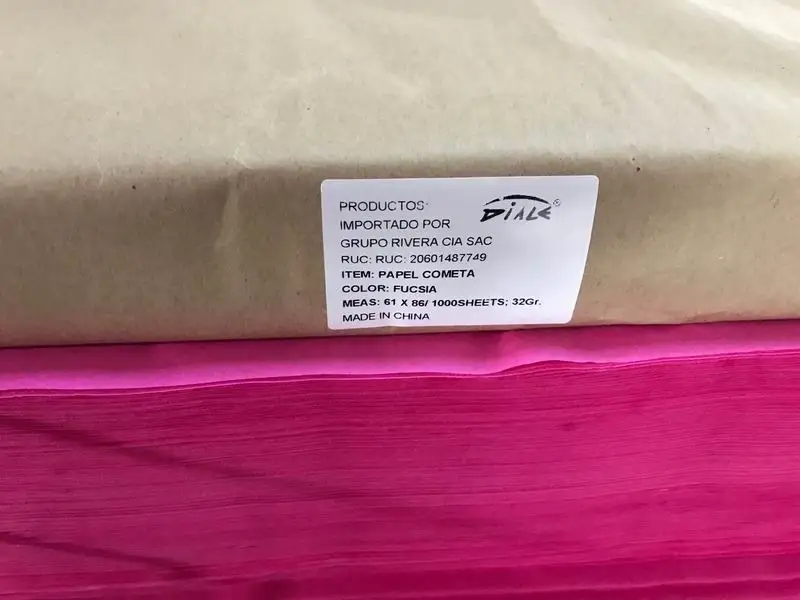 PRODUCTOS:
DIALE®
IMPORTADO POR
GRUPO RIVERA CIA SAC
RUC: RUC: 20601487749
ITEM: PAPEL COMETA
COLOR: FUCSIA
MEAS: 61 X 86/ 1000SHEETS; 32Gr.
MADE IN CHINA